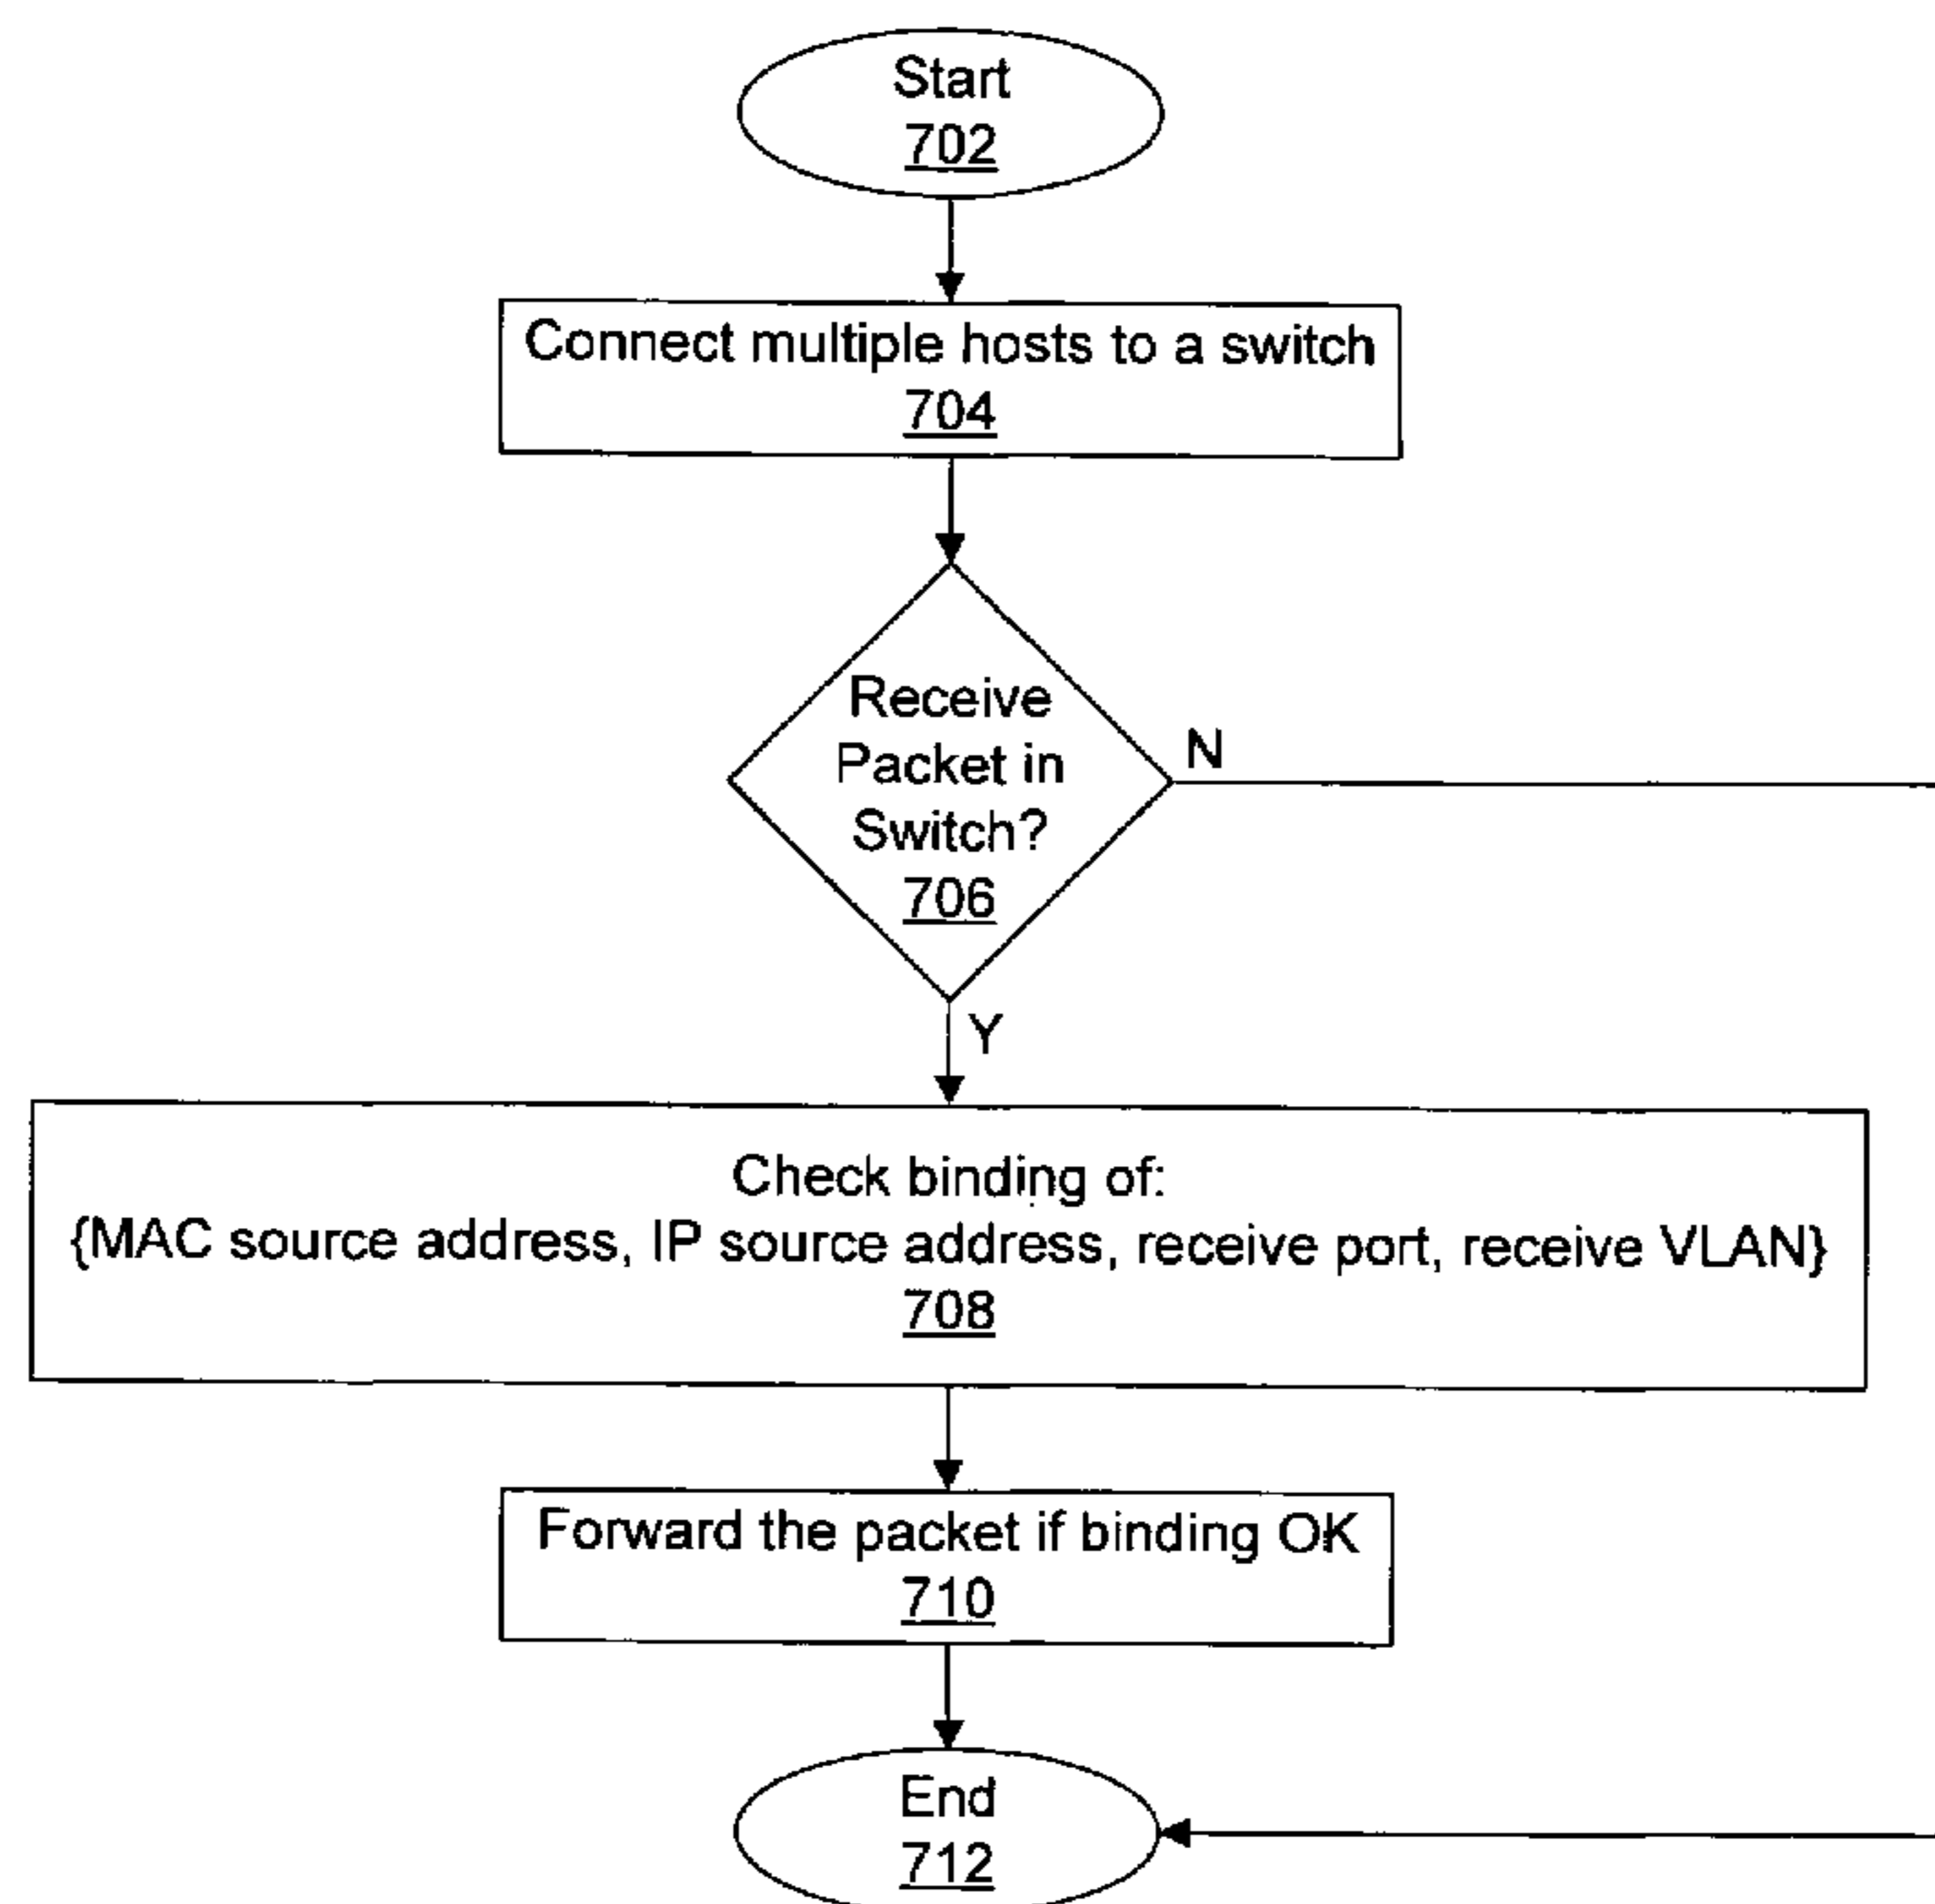 Start
702
Connect multiple hosts to a switch
704
Receive
Packet in
Switch?
706
N
Y
Check binding of:
{MAC source address, IP source address, receive port, receive VLAN}
708
Forward the packet if binding OK
710
End
712